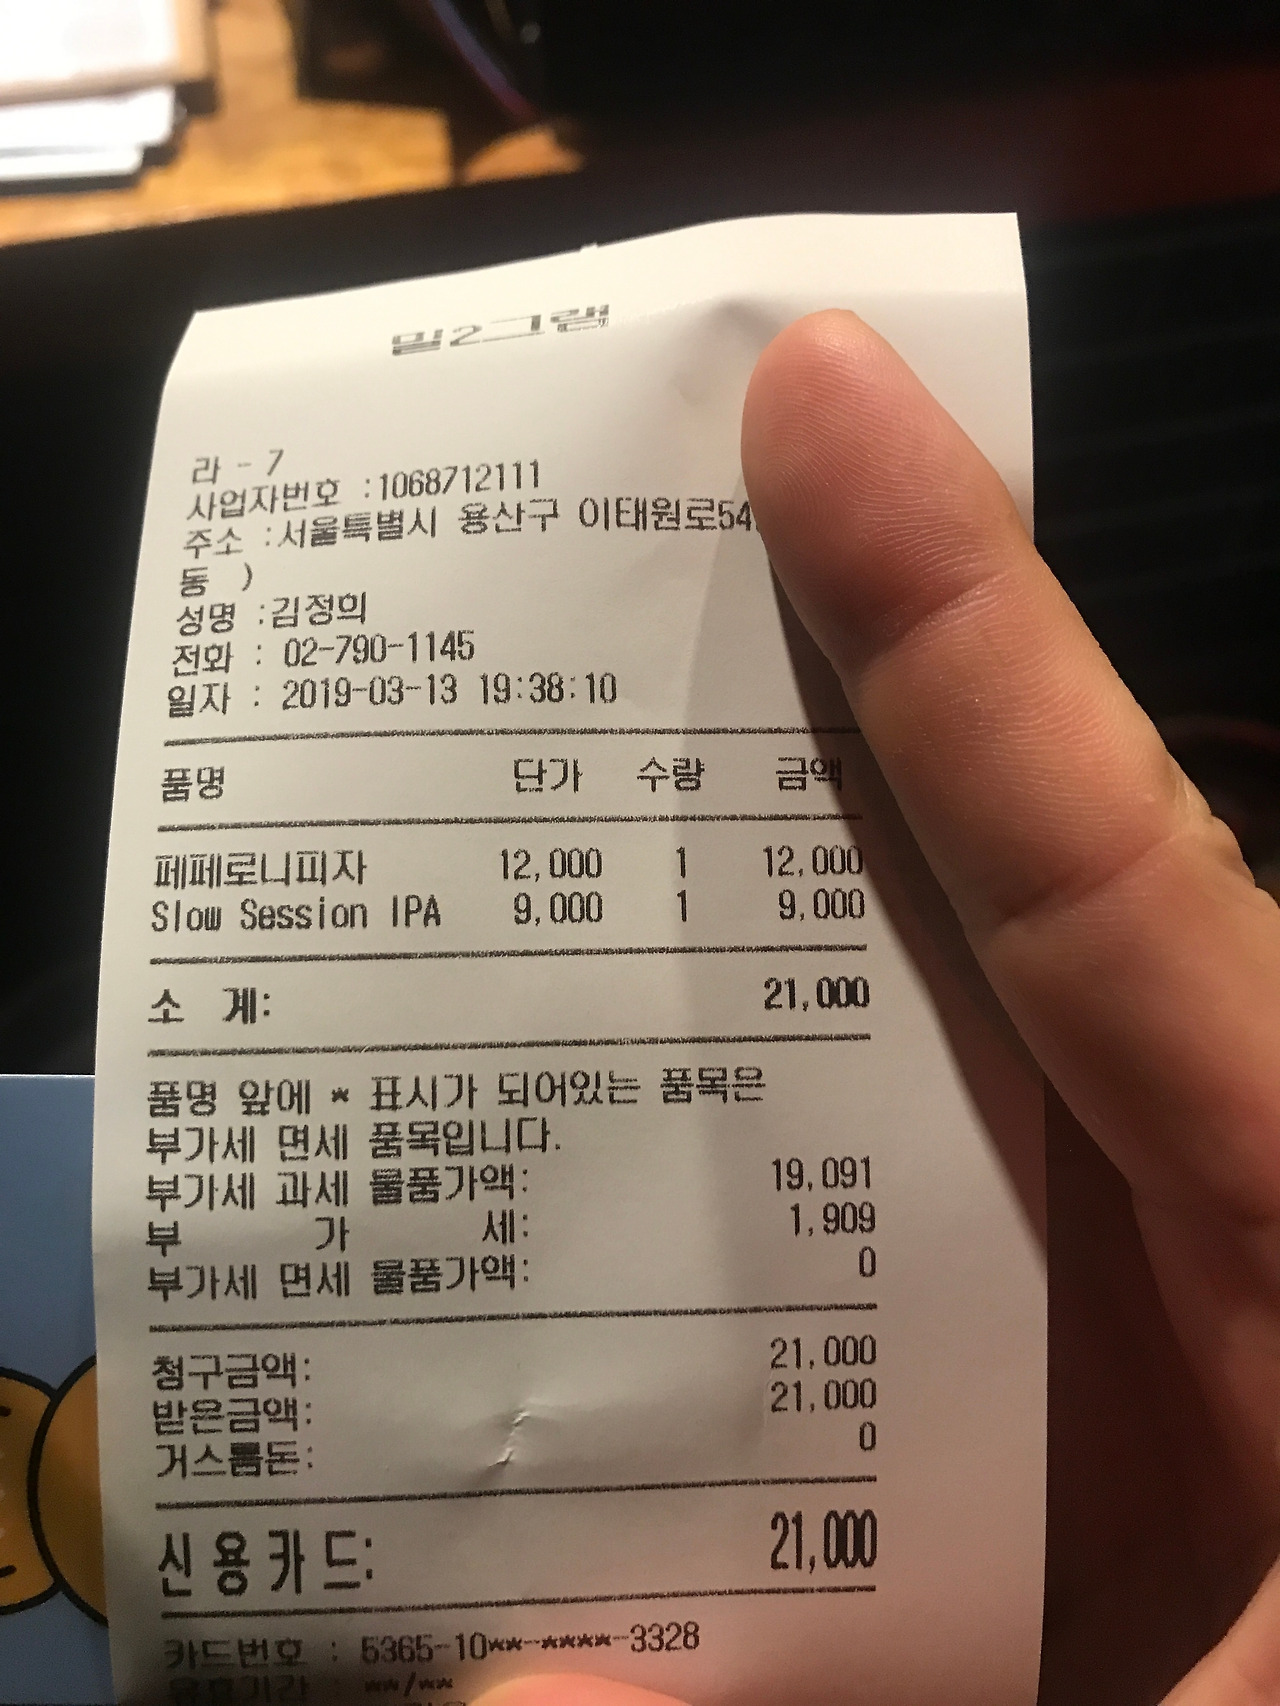 밀2그램
라 - 7
사업자번호 :1068712111
주소 :서울특별시 용산구 이태원로54
동 )
성명 :김정희
전화 : 02-790-1145
일자 : 2019-03-13 19:38:10
품명 단가 수량 금액
페페로니피자 12,000 1 12,000
Slow Session IPA 9,000 1 9,000
소 계: 21,000
품명 앞에 * 표시가 되어있는 품목은
부가세 면세 품목입니다.
부가세 과세 물품가액: 19,091
부 가 세: 1,909
부가세 면세 물품가액: 0
청구금액: 21,000
받은금액: 21,000
거스름돈: 0
신용카드: 21,000
카드번호 : 5365-10**-****-3328
유효기간 : **/**